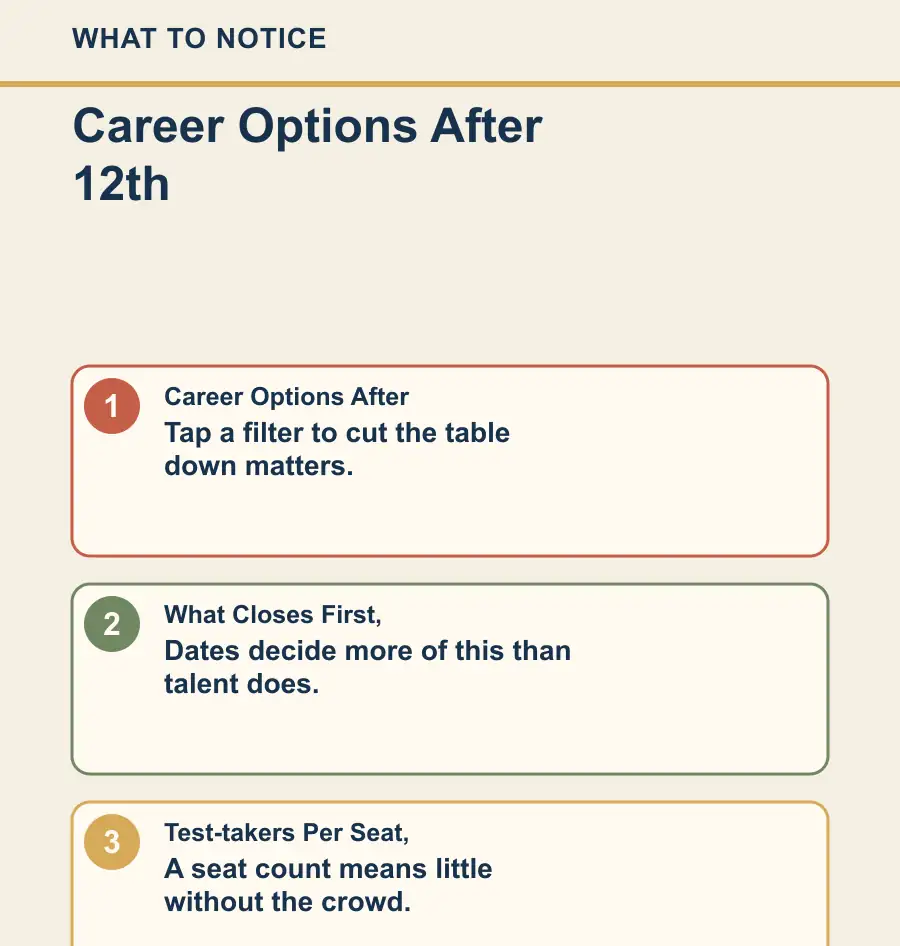 WHAT TO NOTICE
Career Options After
12th
1
Career Options After
Tap a filter to cut the table
down matters.
2
What Closes First,
Dates decide more of this than
talent does.
3
Test-takers Per Seat,
A seat count means little
without the crowd.